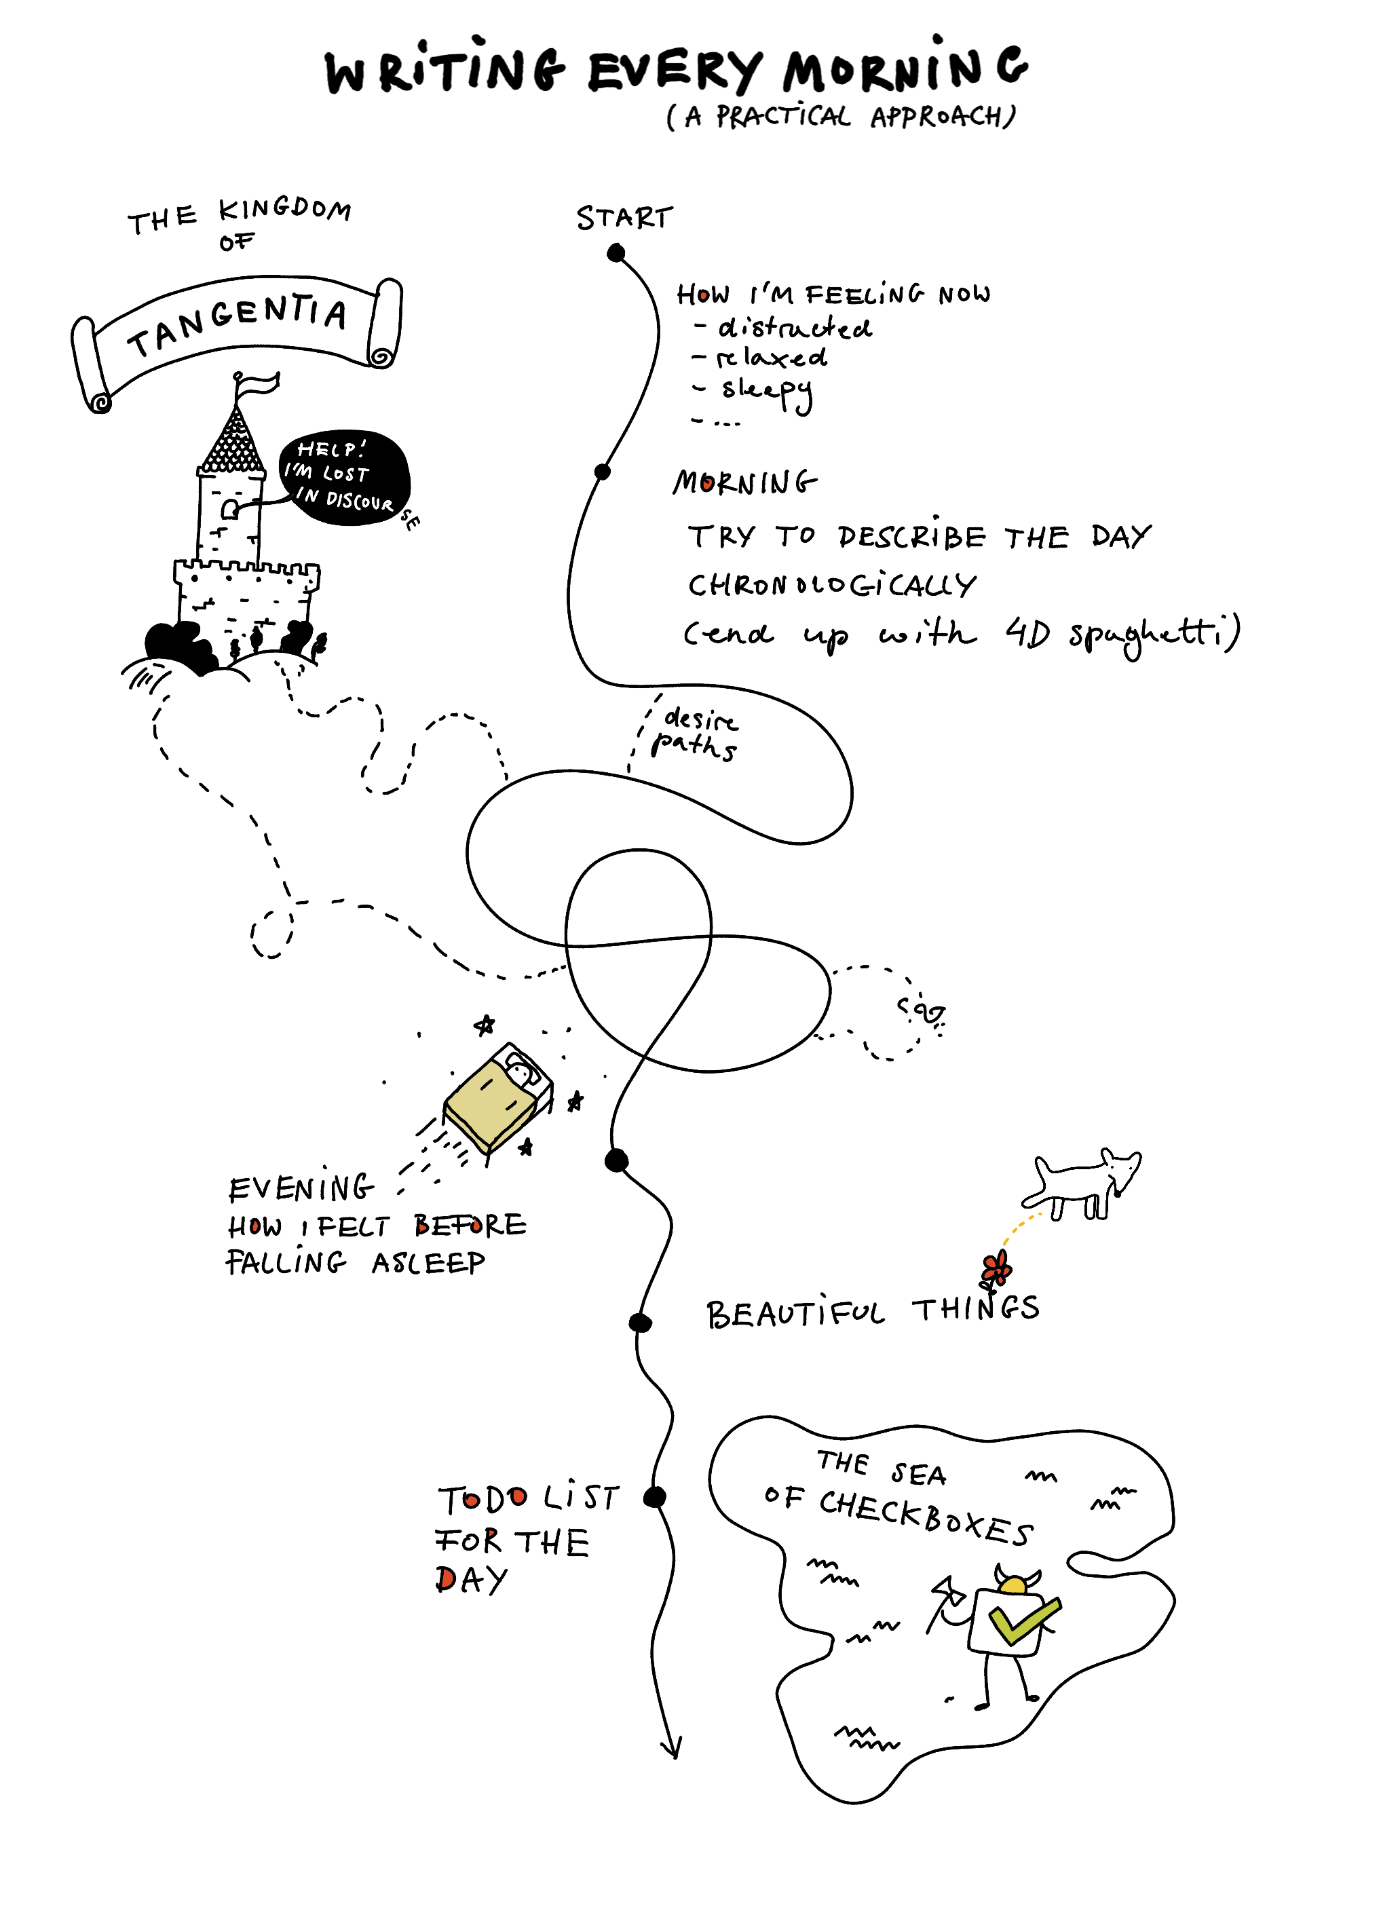 WRITING EVERY MORNING
(A PRACTICAL APPROACH)
THE KINGDOM
OF
TANGENTIA
HELP!
I'M LOST
IN DISCOURSE
START
HOW I'M FEELING NOW
- distracted
- relaxed
- sleepy
- ...
MORNING
TRY TO DESCRIBE THE DAY
CHRONOLOGICALLY
(end up with 4D spaghetti)
desire
paths
EVENING
HOW I FELT BEFORE
FALLING ASLEEP
BEAUTIFUL THINGS
TODO LIST
FOR THE
DAY
THE SEA
OF CHECKBOXES